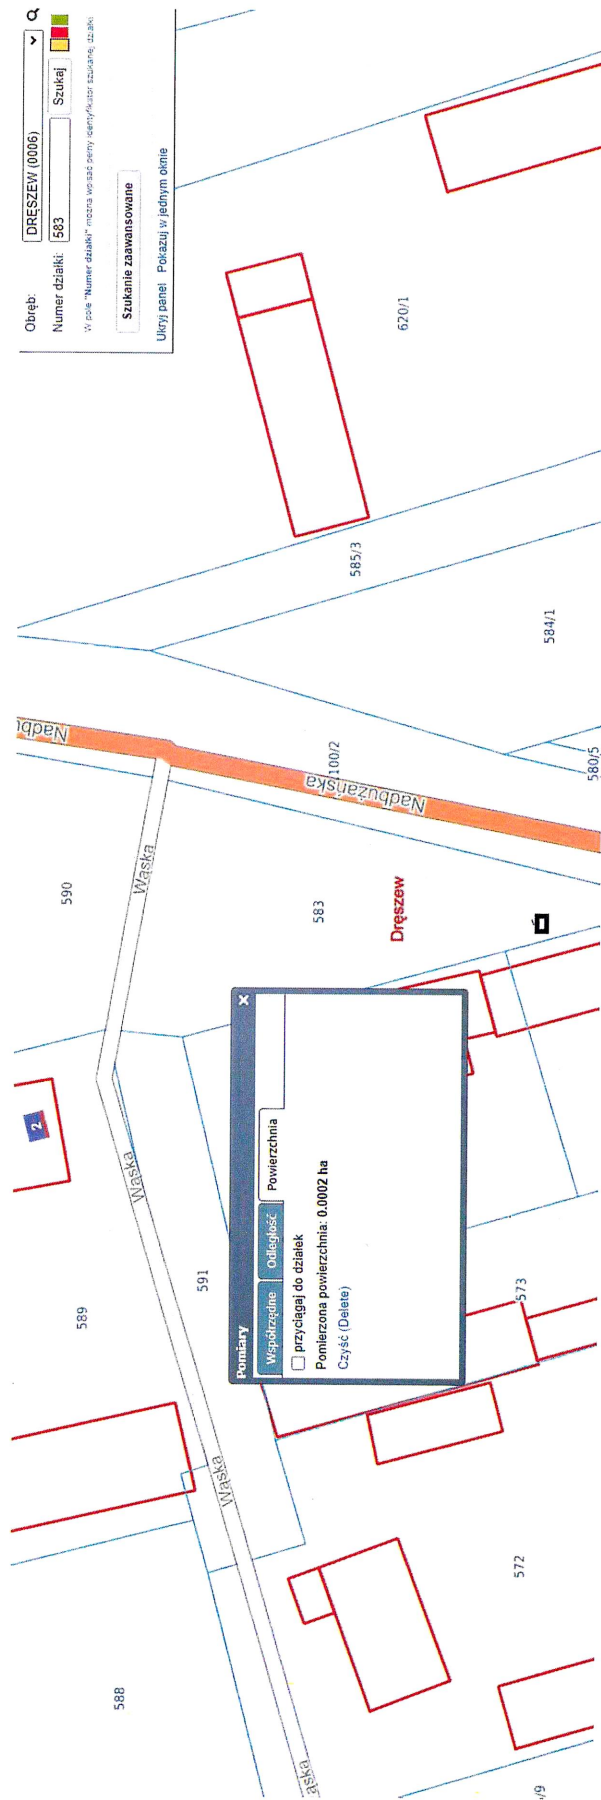 Obręb:
DRĘSZEW (0006)
Numer działki:
583
Szukaj
W pole "Numer działki" można wpisać pełny identyfikator szukanej działki
Szukanie zaawansowane
Ukryj panel Pokazuj w jednym oknie
Nadbu
590
Wąska
100/2
Nadbużańska
583
Dręszew
585/3
620/1
584/1
580/5
2
Wąska
589
591
Pomiary
Współrzędne
Odległość
Powierzchnia
przyciągaj do działek
Pomierzona powierzchnia: 0.0002 ha
Czyść (Delete)
573
Wąska
572
588
ąska
/9